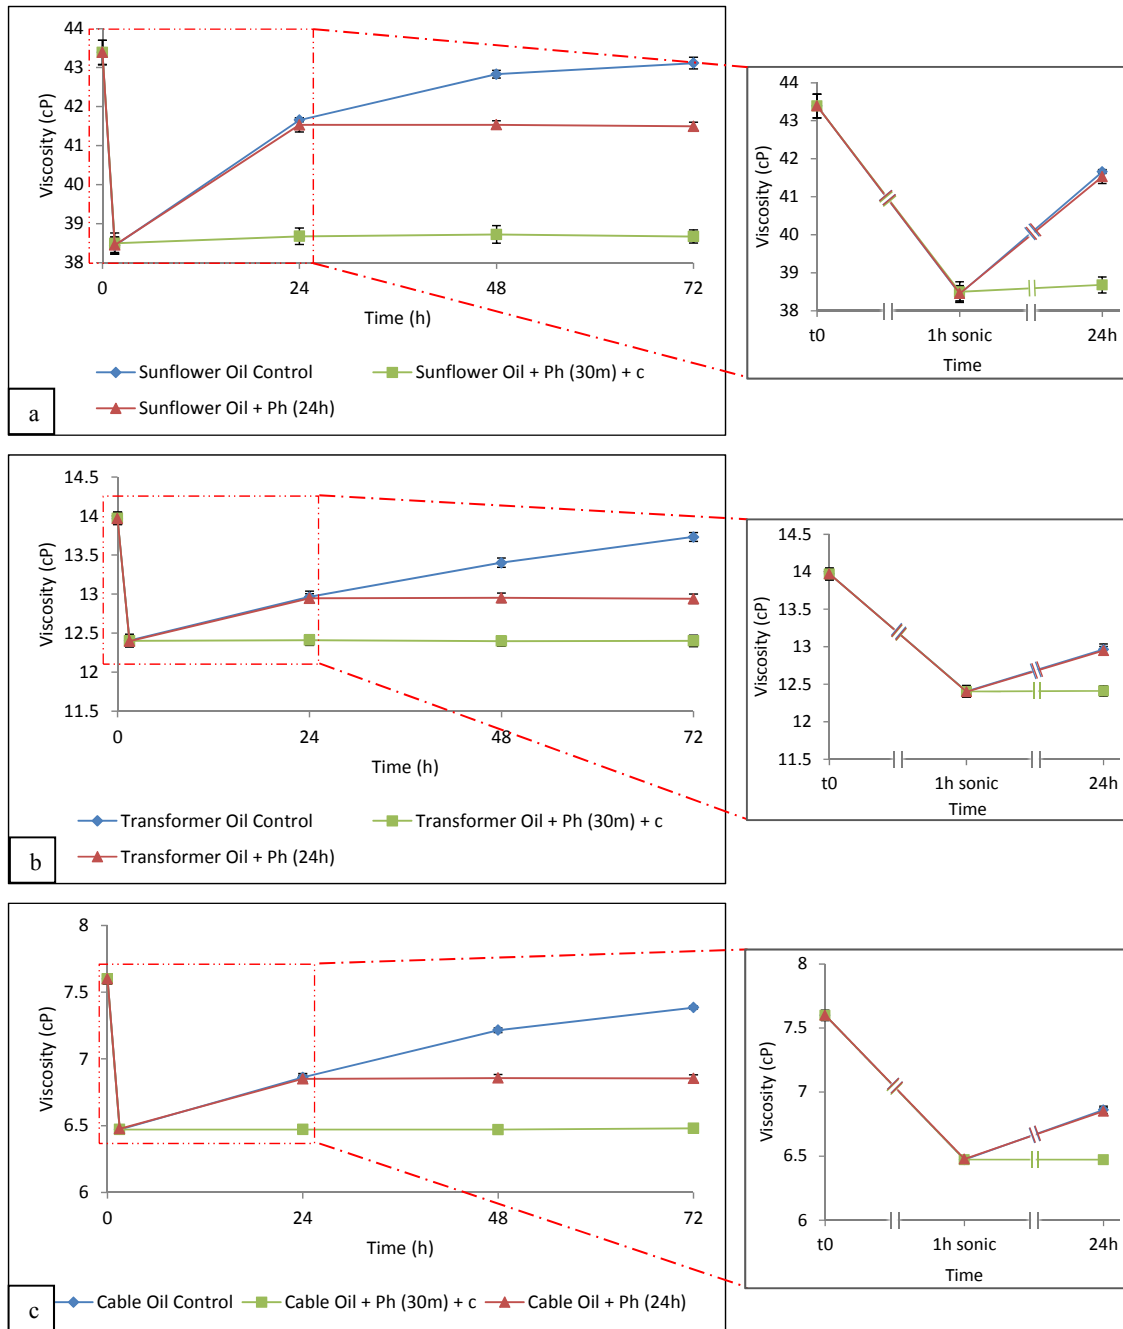 44
43
42
41
40
39
38
Viscosity (cP)
0 24 48 72
Time (h)
Sunflower Oil Control
Sunflower Oil + Ph (30m) + c
Sunflower Oil + Ph (24h)
a
44
43
42
41
40
39
38
Viscosity (cP)
t0 1h sonic 24h
Time
14.5
14
13.5
13
12.5
12
11.5
Viscosity (cP)
0 24 48 72
Time (h)
Transformer Oil Control
Transformer Oil + Ph (30m) + c
Transformer Oil + Ph (24h)
b
14.5
14
13.5
13
12.5
12
11.5
Viscosity (cP)
t0 1h sonic 24h
Time
8
7.5
7
6.5
6
Viscosity (cP)
0 24 48 72
Time (h)
Cable Oil Control Cable Oil + Ph (30m) + c Cable Oil + Ph (24h)
c
8
7.5
7
6.5
6
Viscosity (cP)
t0 1h sonic 24h
Time